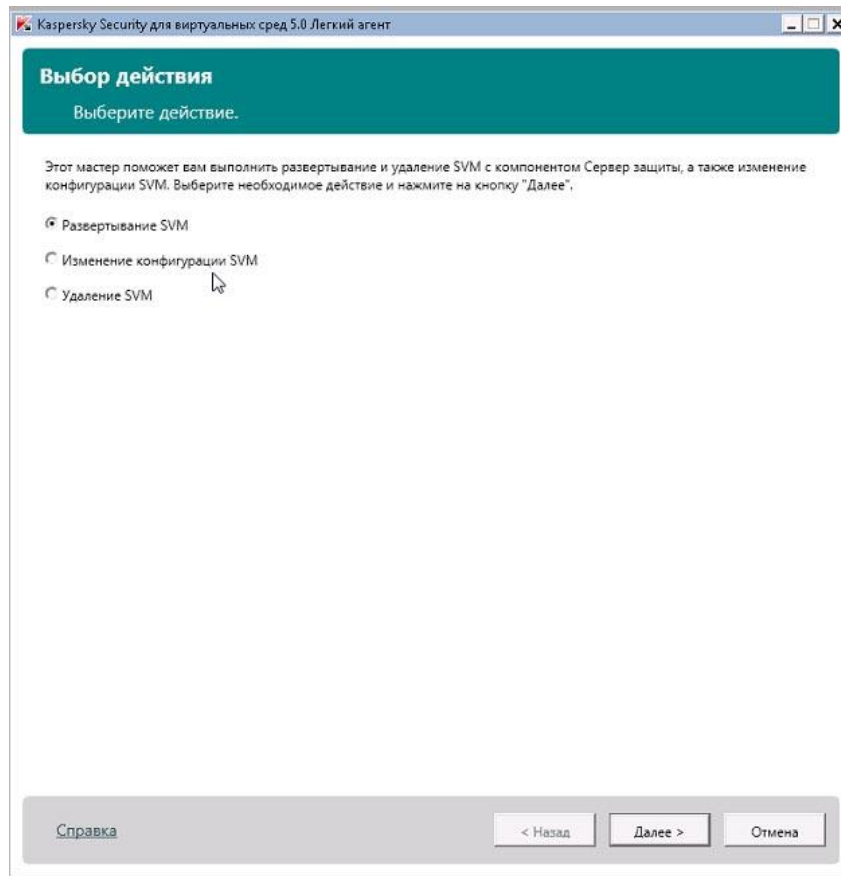 Kaspersky Security для виртуальных сред 5.0 Легкий агент
Выбор действия
Выберите действие.
Этот мастер поможет вам выполнить развертывание и удаление SVM с компонентом Сервер защиты, а также изменение
конфигурации SVM. Выберите необходимое действие и нажмите на кнопку "Далее".
Развертывание SVM
Изменение конфигурации SVM
Удаление SVM
Справка
< Назад
Далее >
Отмена